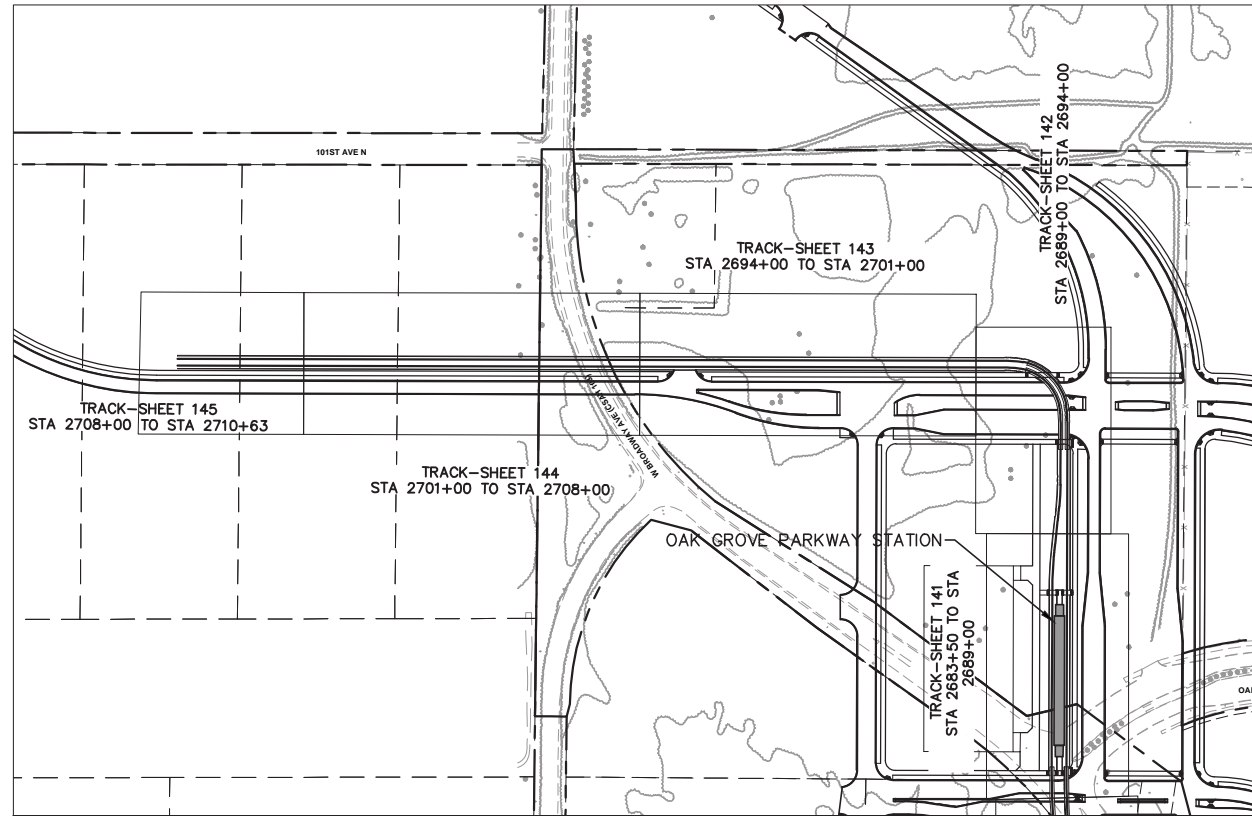 101ST AVE N
TRACK-SHEET 142
STA 2689+00 TO STA 2694+00
TRACK-SHEET 143
STA 2694+00 TO STA 2701+00
TRACK-SHEET 145
STA 2708+00 TO STA 2710+63
W BROADWAY AVE (CSAH 103)
TRACK-SHEET 144
STA 2701+00 TO STA 2708+00
OAK GROVE PARKWAY STATION
TRACK-SHEET 141
STA 2683+50 TO STA
2689+00
OA